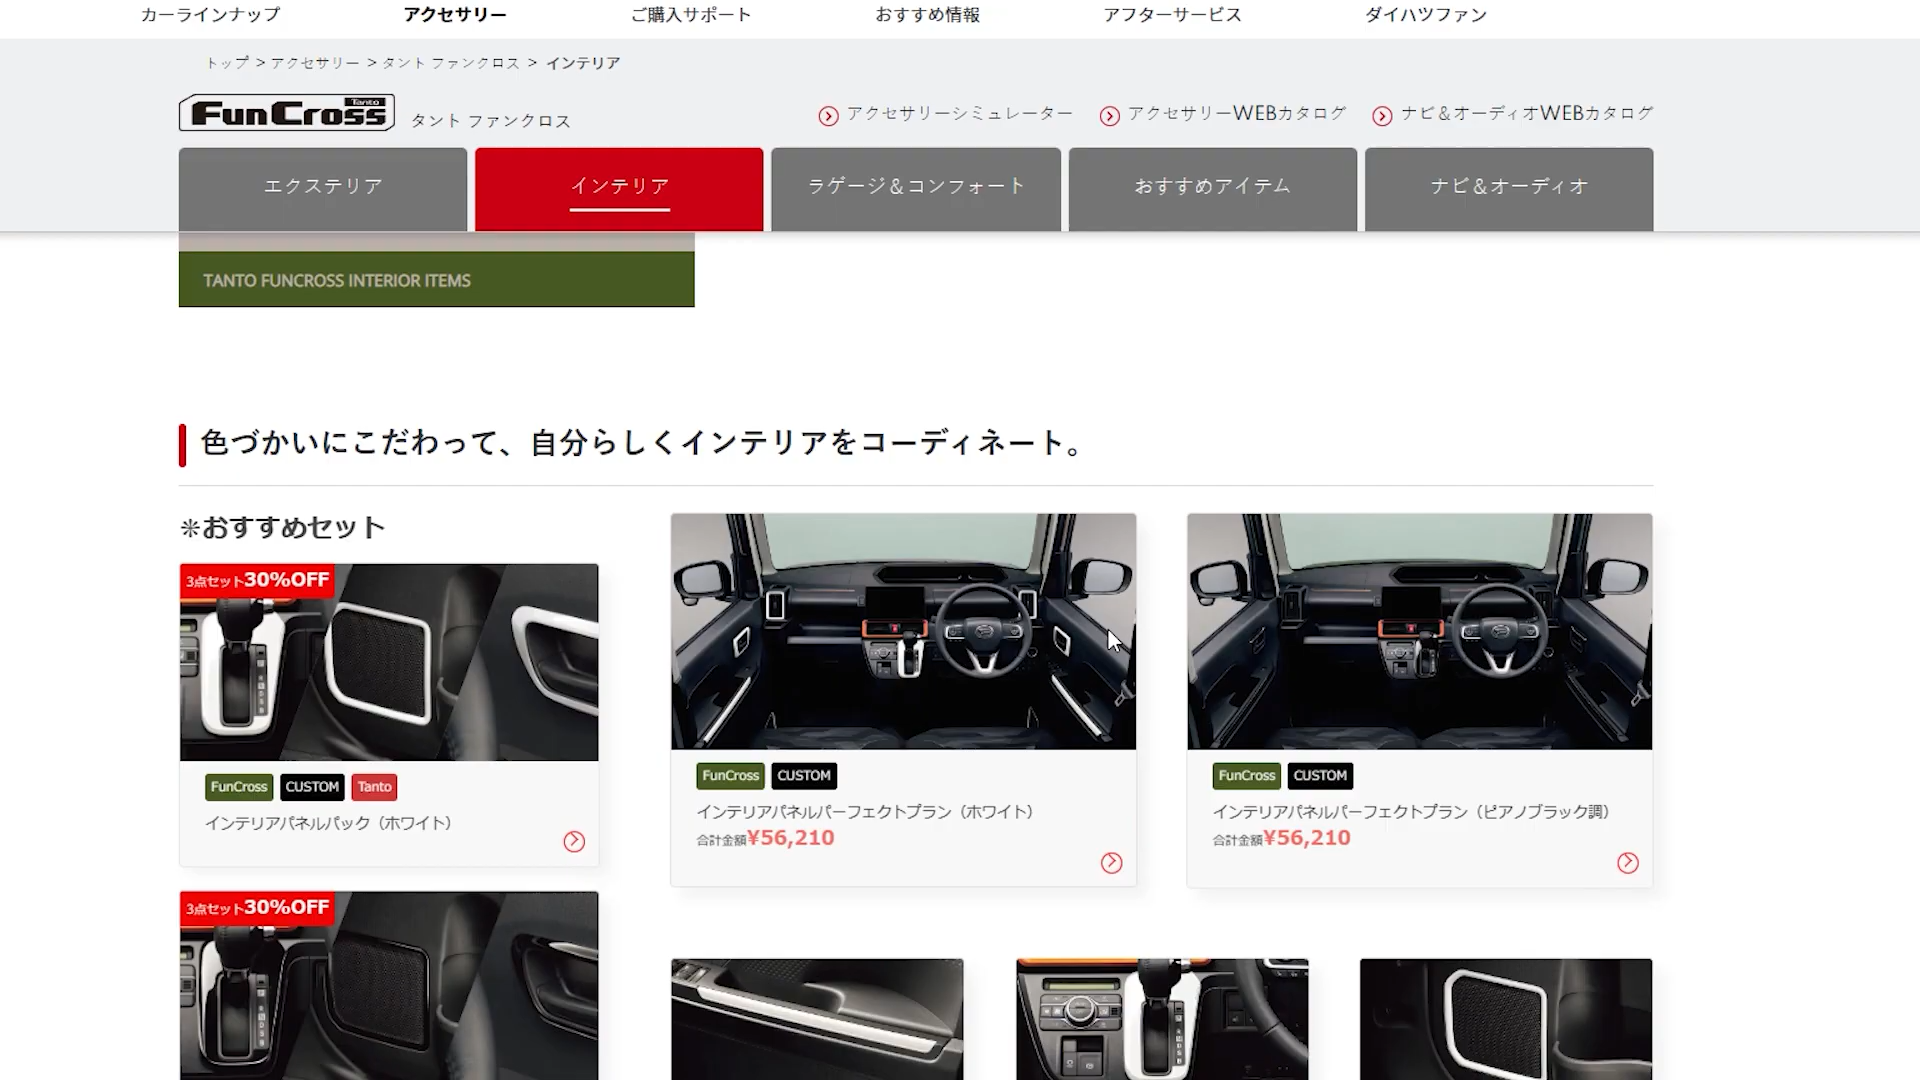 カーラインナップ
アクセサリー
ご購入サポート
おすすめ情報
アフターサービス
ダイハツファン
トップ > アクセサリー > タント ファンクロス > インテリア
FunCross Tanto
タント ファンクロス
アクセサリーシミュレーター
アクセサリーWEBカタログ
ナビ＆オーディオWEBカタログ
エクステリア
インテリア
ラゲージ＆コンフォート
おすすめアイテム
ナビ＆オーディオ
TANTO FUNCROSS INTERIOR ITEMS
色づかいにこだわって、自分らしくインテリアをコーディネート。
❊おすすめセット
3点セット30%OFF
FunCross CUSTOM Tanto
インテリアパネルパック（ホワイト）
FunCross CUSTOM
インテリアパネルパーフェクトプラン（ホワイト）
合計金額¥56,210
FunCross CUSTOM
インテリアパネルパーフェクトプラン（ピアノブラック調）
合計金額¥56,210
3点セット30%OFF